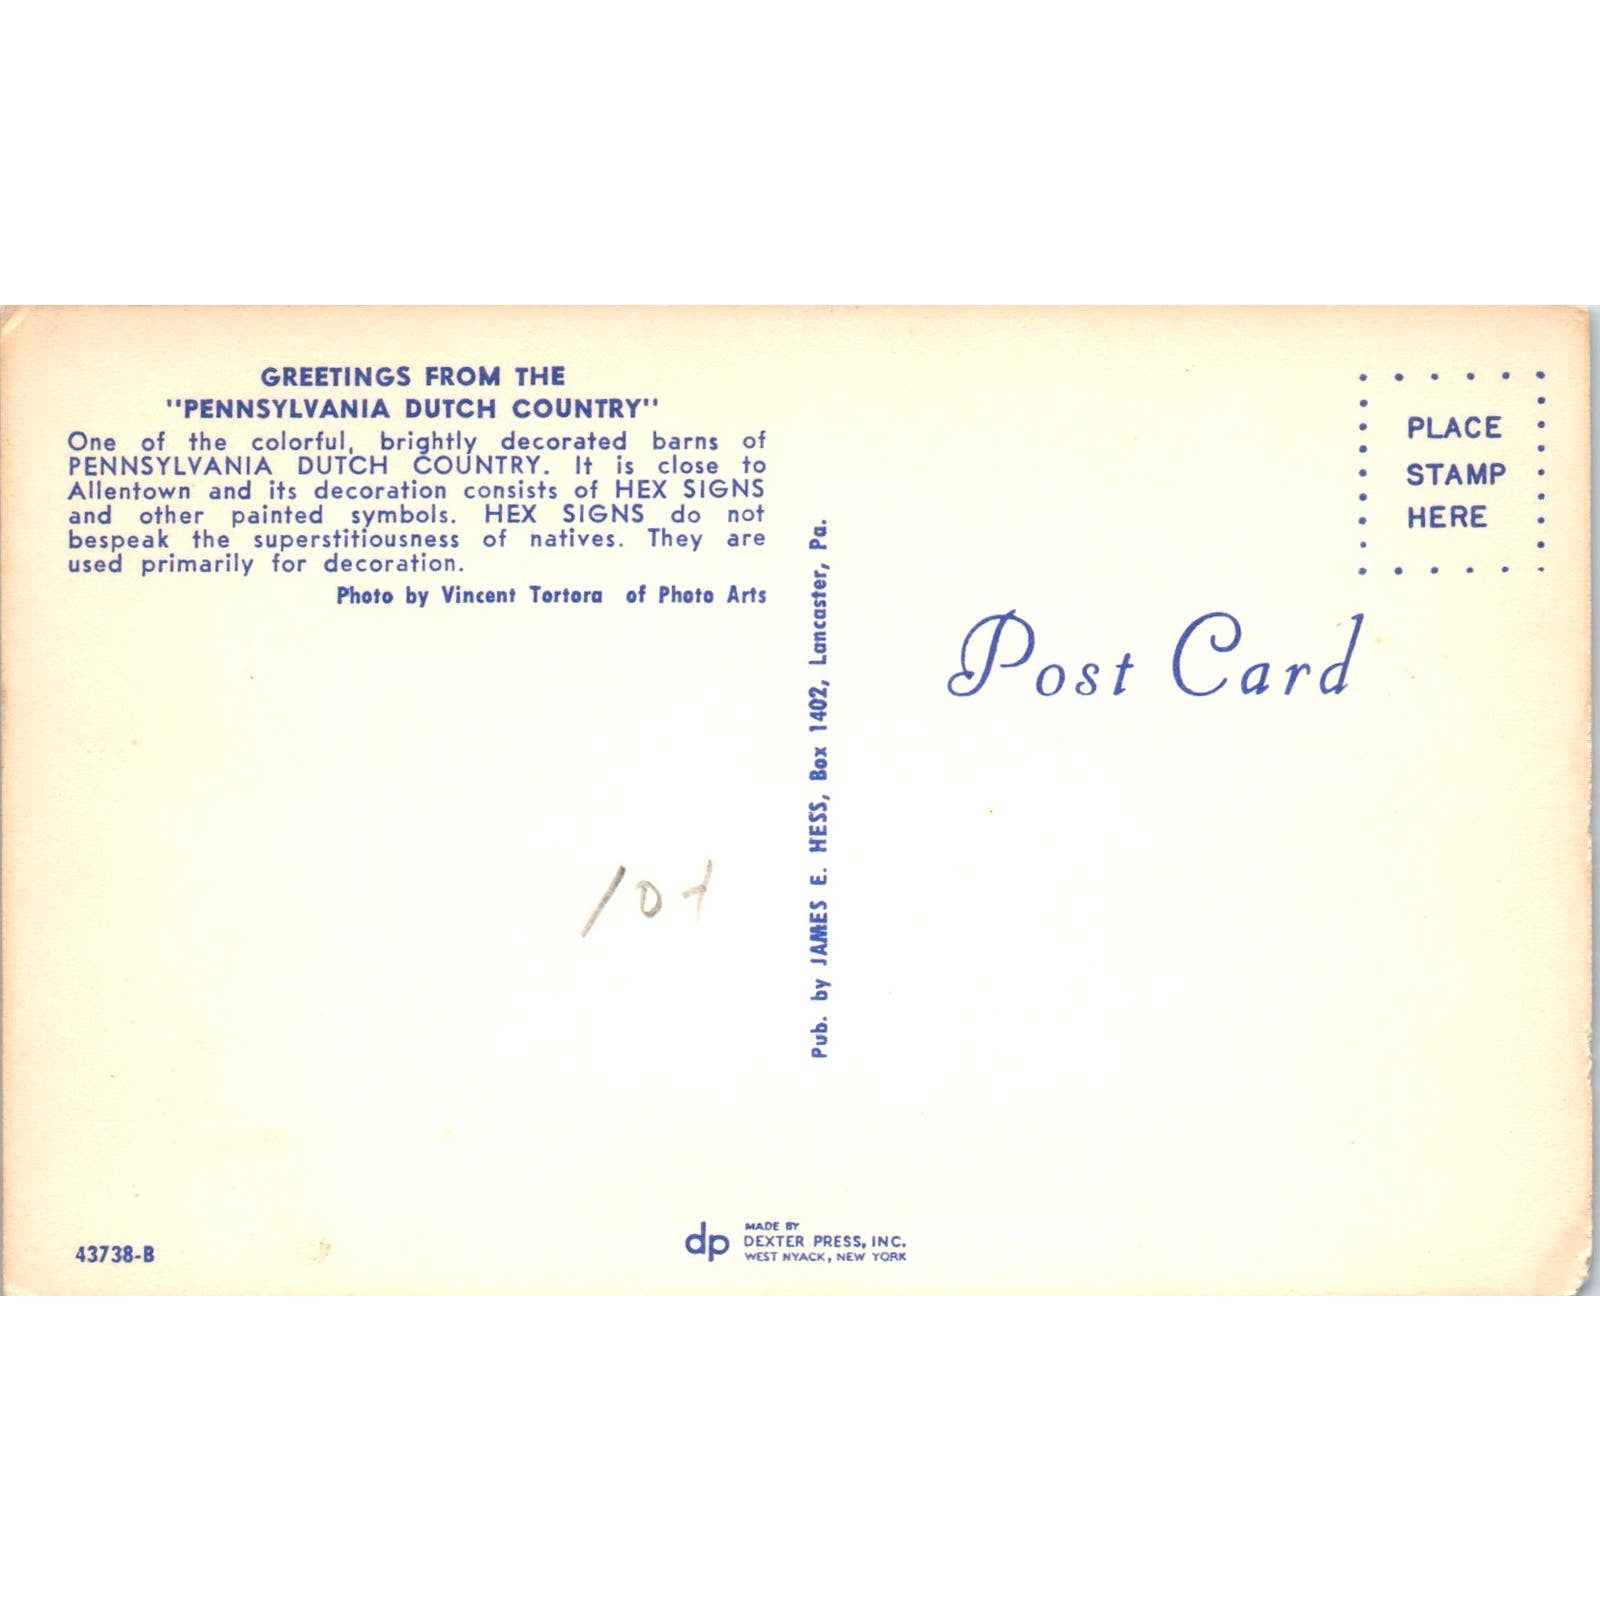 GREETINGS FROM THE
"PENNSYLVANIA DUTCH COUNTRY"
One of the colorful, brightly decorated barns of
PENNSYLVANIA DUTCH COUNTRY. It is close to
Allentown and its decoration consists of HEX SIGNS
and other painted symbols. HEX SIGNS do not
bespeak the superstitiousness of natives. They are
used primarily for decoration.
Photo by Vincent Tortora of Photo Arts
Pub. by JAMES E. HESS, Box 1402, Lancaster, Pa.
PLACE
STAMP
HERE
Post Card
43738-B
dp
MADE BY
DEXTER PRESS, INC.
WEST NYACK, NEW YORK